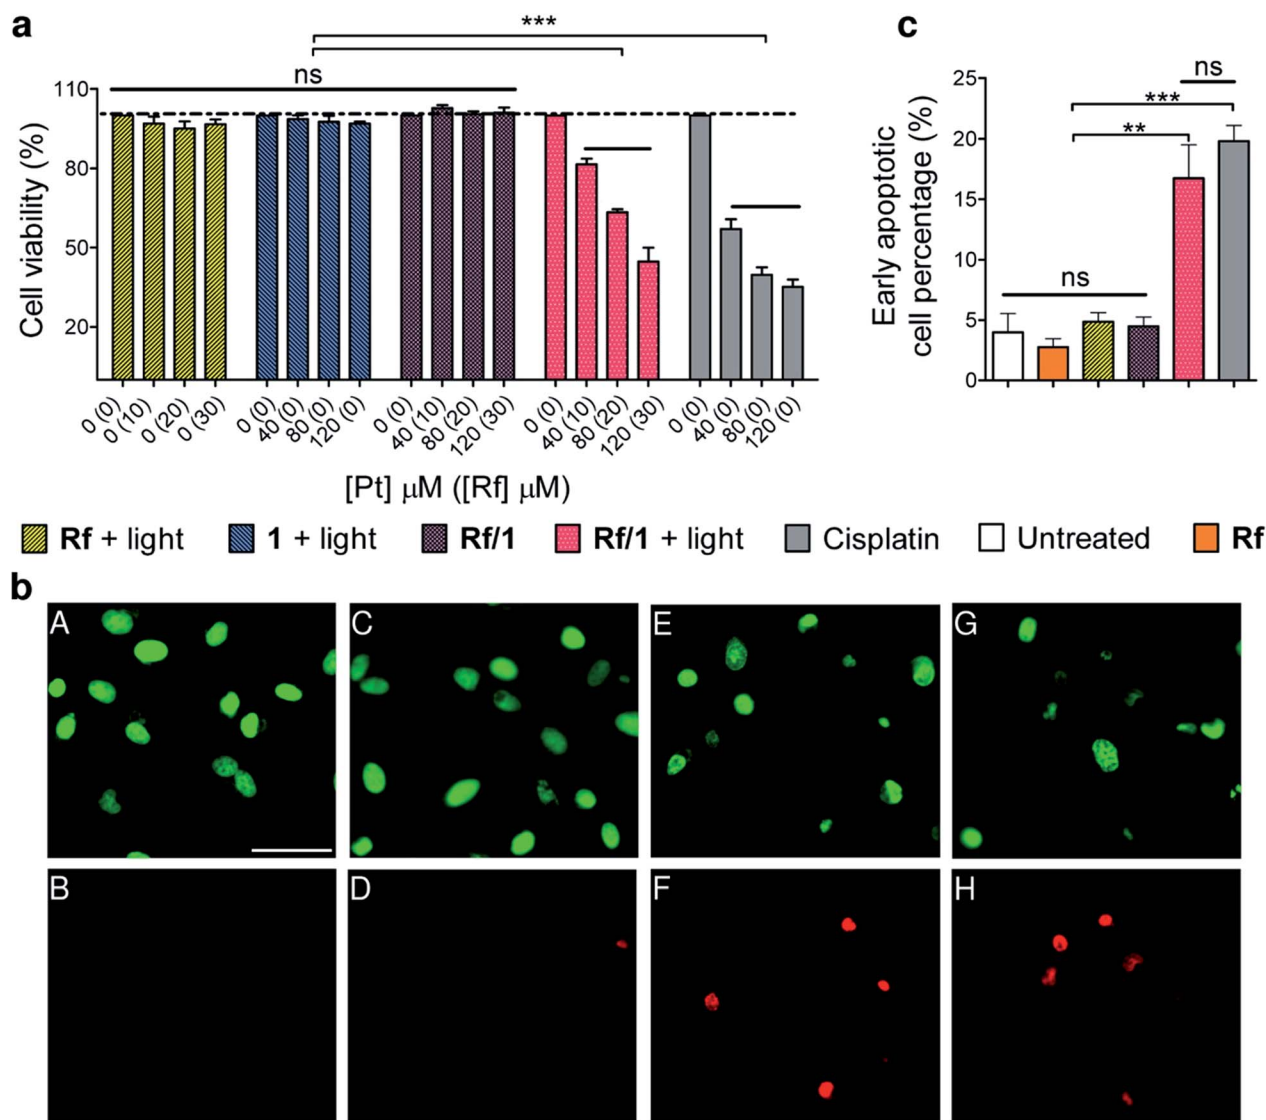 a
***
ns
110
80
50
20
Cell viability (%)
0 (0)
0 (10)
0 (20)
0 (30)
0 (0)
40 (0)
80 (0)
120 (0)
0 (0)
40 (10)
80 (20)
120 (30)
0 (0)
40 (10)
80 (20)
120 (30)
0 (0)
40 (0)
80 (0)
120 (0)
[Pt] μM ([Rf] μM)
c
ns
***
**
ns
25
20
15
10
5
0
Early apoptotic
cell percentage (%)
Rf + light
1 + light
Rf/1
Rf/1 + light
Cisplatin
Untreated
Rf
b
A
C
E
G
B
D
F
H